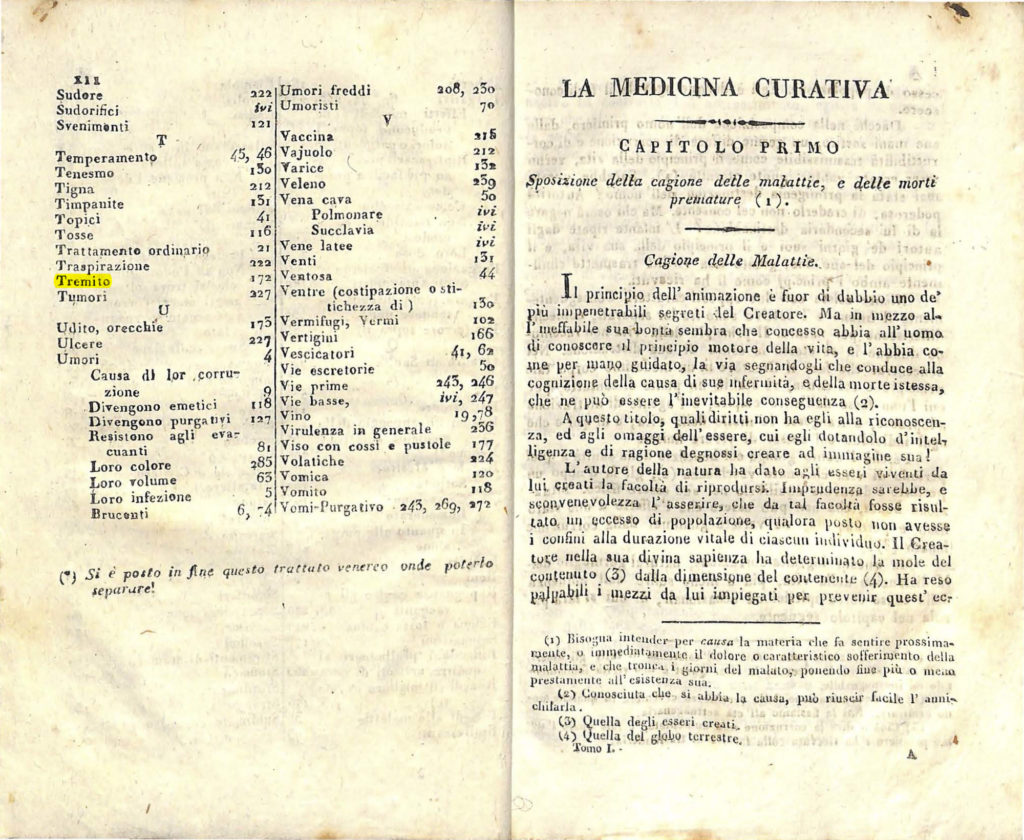 XII
Sudore 222
Sudorifici ivi
Svenimenti 121
T
Temperamento 45, 46
Tenesmo 130
Tigna 212
Timpanite 131
Topici 41
Tosse 116
Trattamento ordinario 21
Traspirazione 222
Tremito 172
Tumori 227
U
Udito, orecchie 175
Ulcere 227
Umori 4
Causa di lor corru-
zione 9
Divengono emetici 118
Divengono purgativi 127
Resistono agli eva-
cuanti 81
Loro colore 285
Loro volume 63
Loro infezione 5
Brucenti 6, 74
Umori freddi 208, 230
Umoristi 70
V
Vaccina 215
Vajuolo 212
Varice 132
Veleno 259
Vena cava 50
Polmonare ivi
Succlavia ivi
Vene latee ivi
Venti 131
Ventosa 44
Ventre (costipazione o sti-
tichezza di ) 130
Vermifugi, Vermi 102
Vertigini 166
Vescicatori 41, 62
Vie escretorie 50
Vie prime 243, 246
Vie basse, ivi, 247
Vino 19,78
Virulenza in generale 236
Viso con cossi e pustole 177
Volatiche 224
Vomica 120
Vomito 118
Vomi-Purgativo 243, 269, 272
(*) Si è posto in fine questo trattato venereo onde poterlo
separare!
LA MEDICINA CURATIVA
CAPITOLO PRIMO
Sposizione della cagione delle malattie, e delle morti
premature (1).
Cagione delle Malattie.
Il principio dell' animazione è fuor di dubbio uno de'
più impenetrabili segreti del Creatore. Ma in mezzo al-
l' ineffabile sua bontà sembra che concesso abbia all' uomo
di conoscere il principio motore della vita, e l' abbia co-
me per mano guidato, la via segnandogli che conduce alla
cognizione della causa di sue infermità, e della morte istessa,
che ne può essere l' inevitabile conseguenza (2).
A questo titolo, quali diritti non ha egli alla riconoscen-
za, ed agli omaggi dell' essere, cui egli dotandolo d' intel-
ligenza e di ragione degnossi creare ad immagine sua!
L' autore della natura ha dato agli esseri viventi da
lui creati la facoltà di riprodursi. Imprudenza sarebbe, e
sconvenevolezza l' asserire, che da tal facoltà fosse risul-
tato un eccesso di popolazione, qualora posto non avesse
i confini alla durazione vitale di ciascun individuo. Il Crea-
tore nella sua divina sapienza ha determinato la mole del
contenuto (3) dalla dimensione del contenente (4). Ha reso
palpabili i mezzi da lui impiegati per prevenir quest' ec-
(1) Bisogna intender per causa la materia che fa sentire prossima-
mente, o immediatamente il dolore o caratteristico sofferimento della
malattia, e che tronca i giorni del malato, ponendo fine più o meno
prestamente all' esistenza sua.
(2) Conosciuta che si abbia la causa, può riuscir facile l' anni-
chilarla.
(3) Quella degli esseri creati.
(4) Quella del globo terrestre.
Tomo I.
A